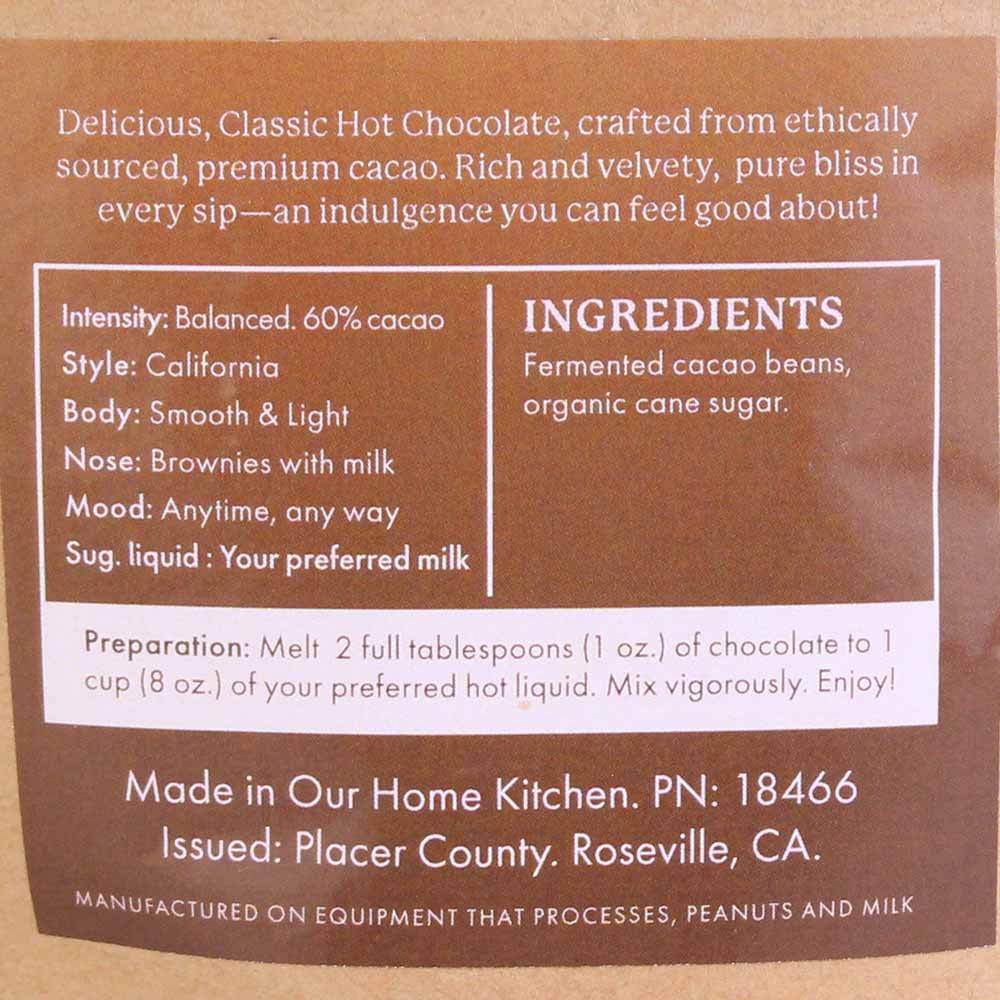 Delicious, Classic Hot Chocolate, crafted from ethically
sourced, premium cacao. Rich and velvety, pure bliss in
every sip—an indulgence you can feel good about!
Intensity: Balanced. 60% cacao
Style: California
Body: Smooth & Light
Nose: Brownies with milk
Mood: Anytime, any way
Sug. liquid : Your preferred milk
INGREDIENTS
Fermented cacao beans,
organic cane sugar.
Preparation: Melt 2 full tablespoons (1 oz.) of chocolate to 1
cup (8 oz.) of your preferred hot liquid. Mix vigorously. Enjoy!
Made in Our Home Kitchen. PN: 18466
Issued: Placer County. Roseville, CA.
MANUFACTURED ON EQUIPMENT THAT PROCESSES, PEANUTS AND MILK